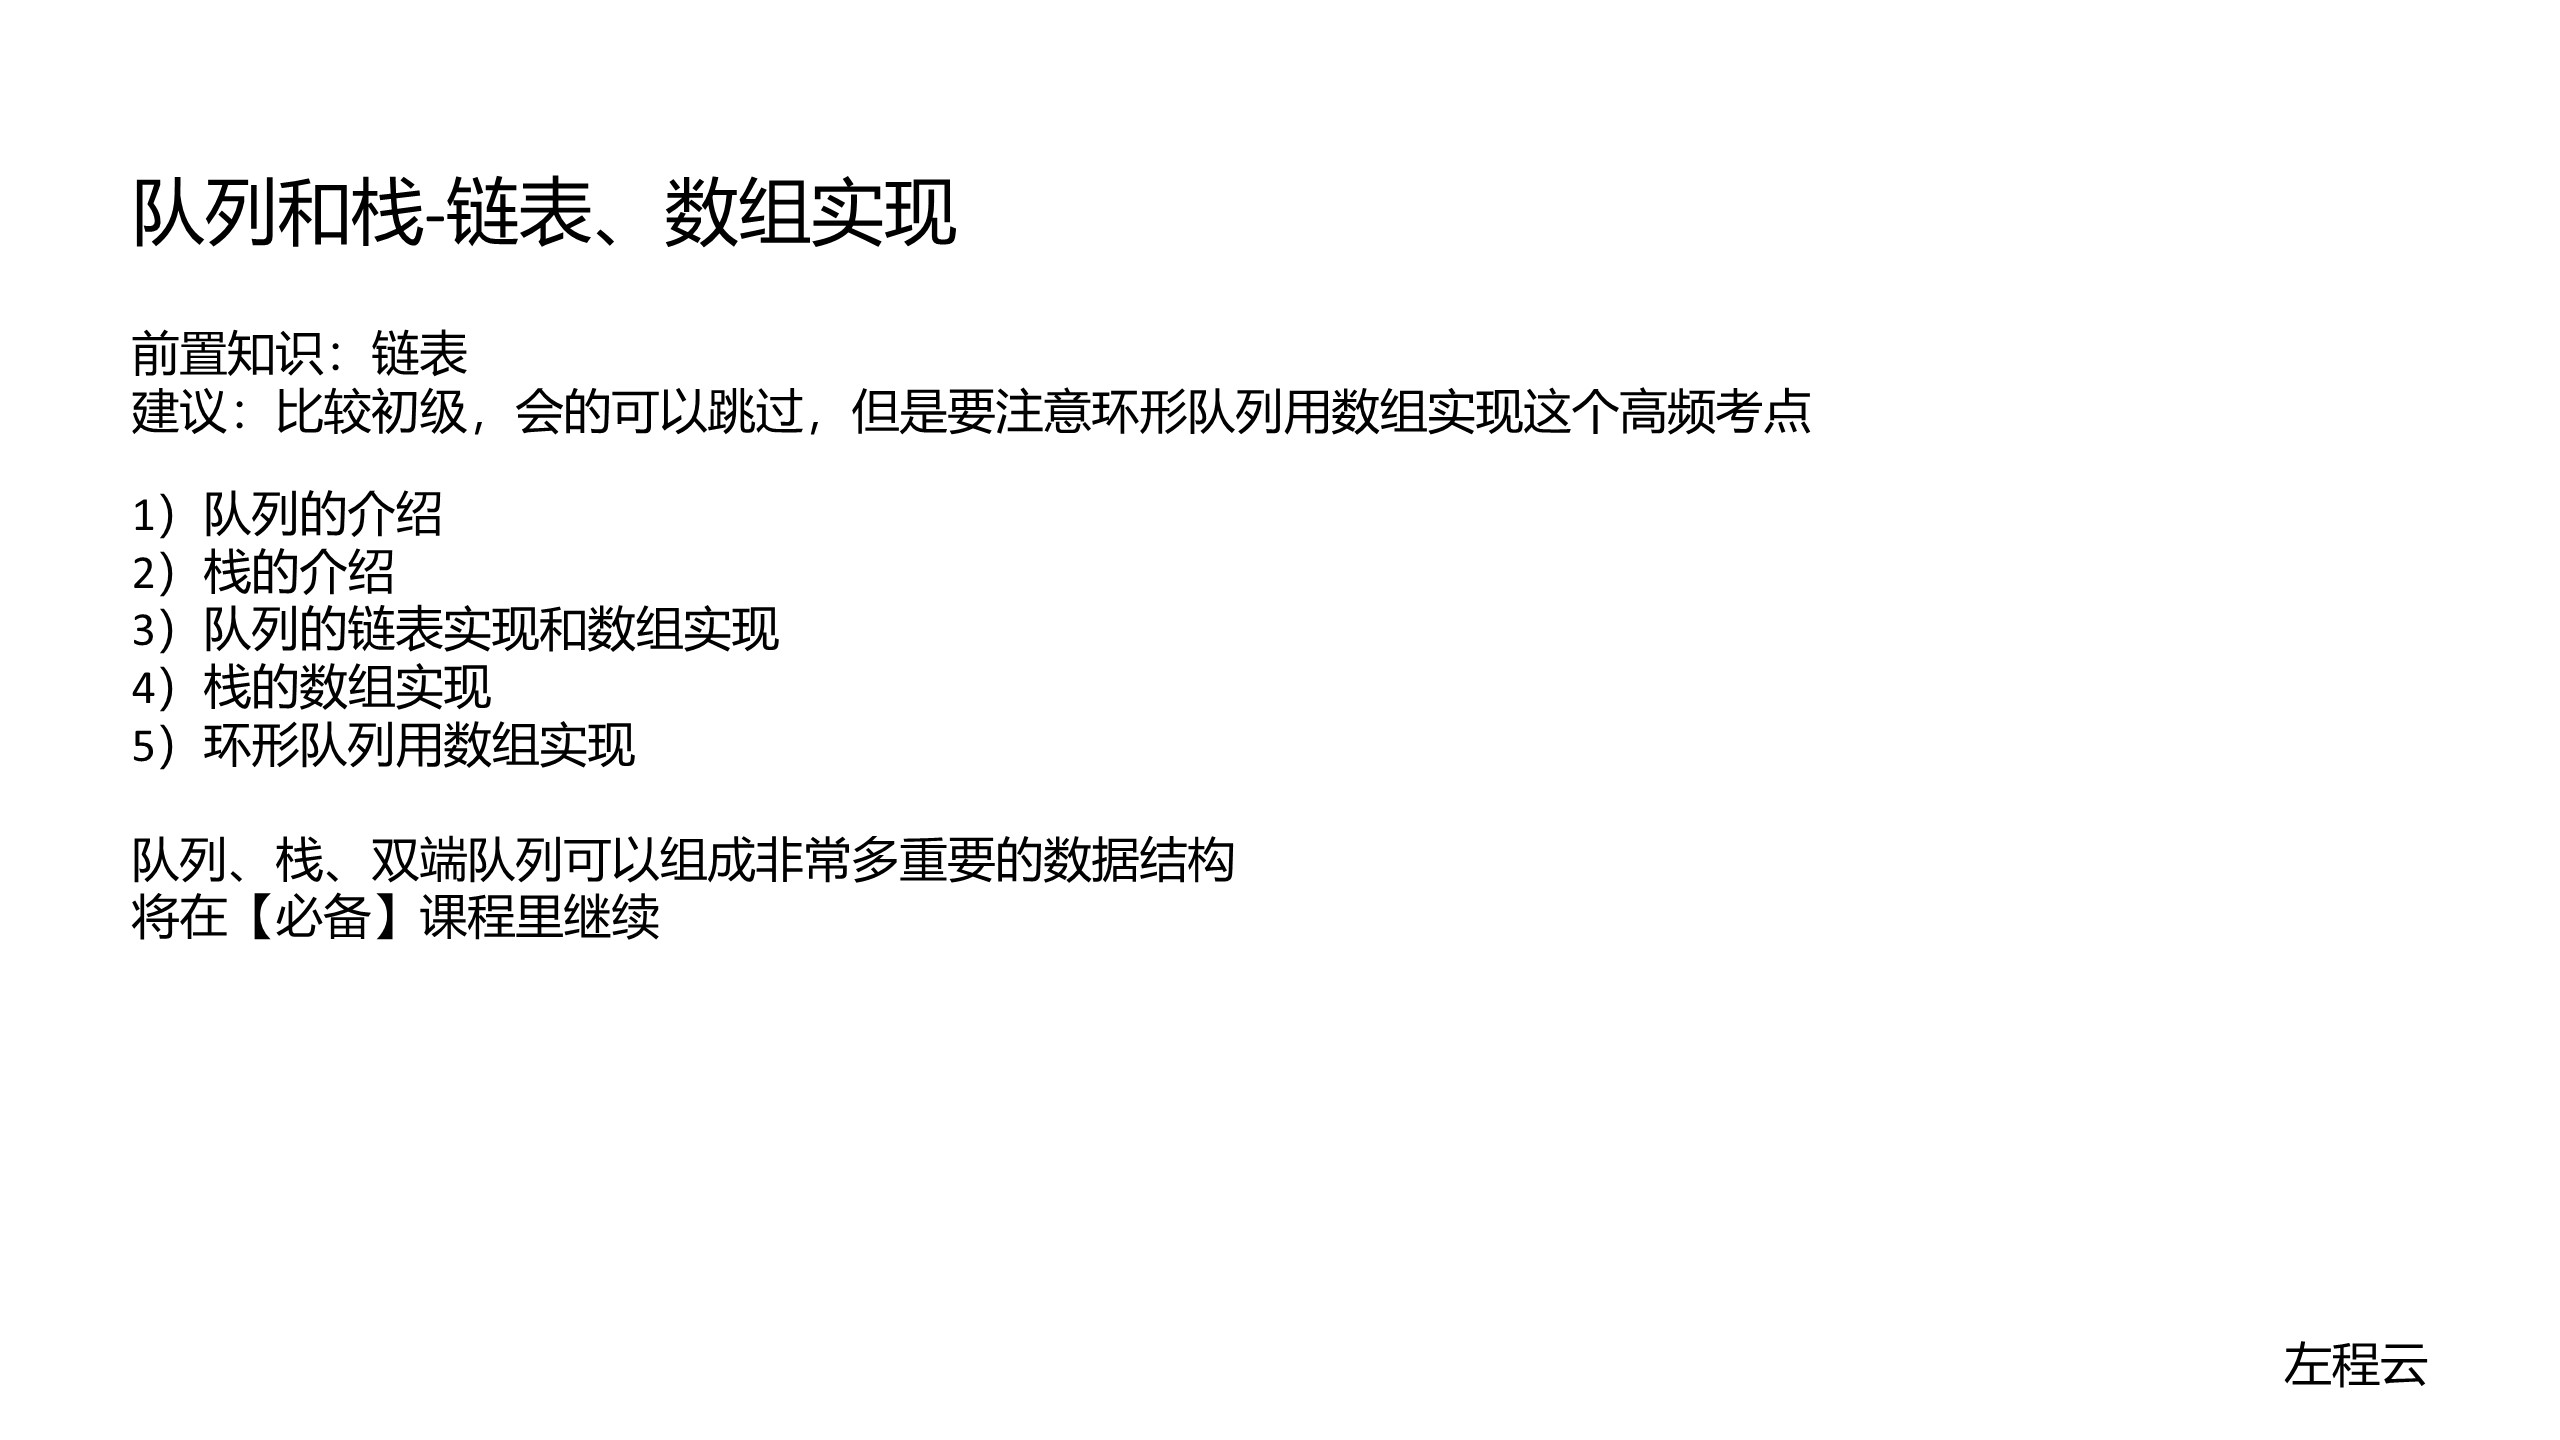 队列和栈-链表、数组实现
前置知识：链表
建议：比较初级，会的可以跳过，但是要注意环形队列用数组实现这个高频考点
1）队列的介绍
2）栈的介绍
3）队列的链表实现和数组实现
4）栈的数组实现
5）环形队列用数组实现
队列、栈、双端队列可以组成非常多重要的数据结构
将在【必备】课程里继续
左程云